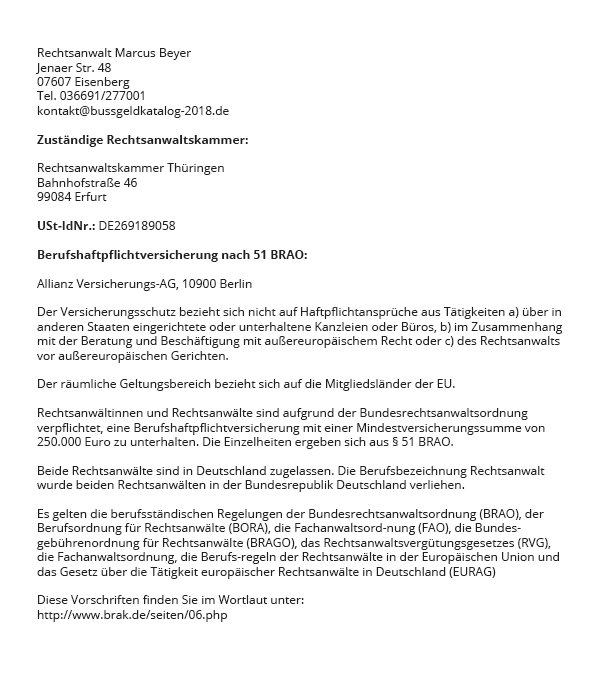 Rechtsanwalt Marcus Beyer
Jenaer Str. 48
07607 Eisenberg
Tel. 036691/277001
kontakt@bussgeldkatalog-2018.de
Zuständige Rechtsanwaltskammer:
Rechtsanwaltskammer Thüringen
Bahnhofstraße 46
99084 Erfurt
USt-IdNr.: DE269189058
Berufshaftpflichtversicherung nach 51 BRAO:
Allianz Versicherungs-AG, 10900 Berlin
Der Versicherungsschutz bezieht sich nicht auf Haftpflichtansprüche aus Tätigkeiten a) über in
anderen Staaten eingerichtete oder unterhaltene Kanzleien oder Büros, b) im Zusammenhang
mit der Beratung und Beschäftigung mit außereuropäischem Recht oder c) des Rechtsanwalts
vor außereuropäischen Gerichten.
Der räumliche Geltungsbereich bezieht sich auf die Mitgliedsländer der EU.
Rechtsanwältinnen und Rechtsanwälte sind aufgrund der Bundesrechtsanwaltsordnung
verpflichtet, eine Berufshaftpflichtversicherung mit einer Mindestversicherungssumme von
250.000 Euro zu unterhalten. Die Einzelheiten ergeben sich aus § 51 BRAO.
Beide Rechtsanwälte sind in Deutschland zugelassen. Die Berufsbezeichnung Rechtsanwalt
wurde beiden Rechtsanwälten in der Bundesrepublik Deutschland verliehen.
Es gelten die berufsständischen Regelungen der Bundesrechtsanwaltsordnung (BRAO), der
Berufsordnung für Rechtsanwälte (BORA), die Fachanwaltsord-nung (FAO), die Bundes-
gebührenordnung für Rechtsanwälte (BRAGO), das Rechtsanwaltsvergütungsgesetzes (RVG),
die Fachanwaltsordnung, die Berufs-regeln der Rechtsanwälte in der Europäischen Union und
das Gesetz über die Tätigkeit europäischer Rechtsanwälte in Deutschland (EURAG)
Diese Vorschriften finden Sie im Wortlaut unter:
http://www.brak.de/seiten/06.php